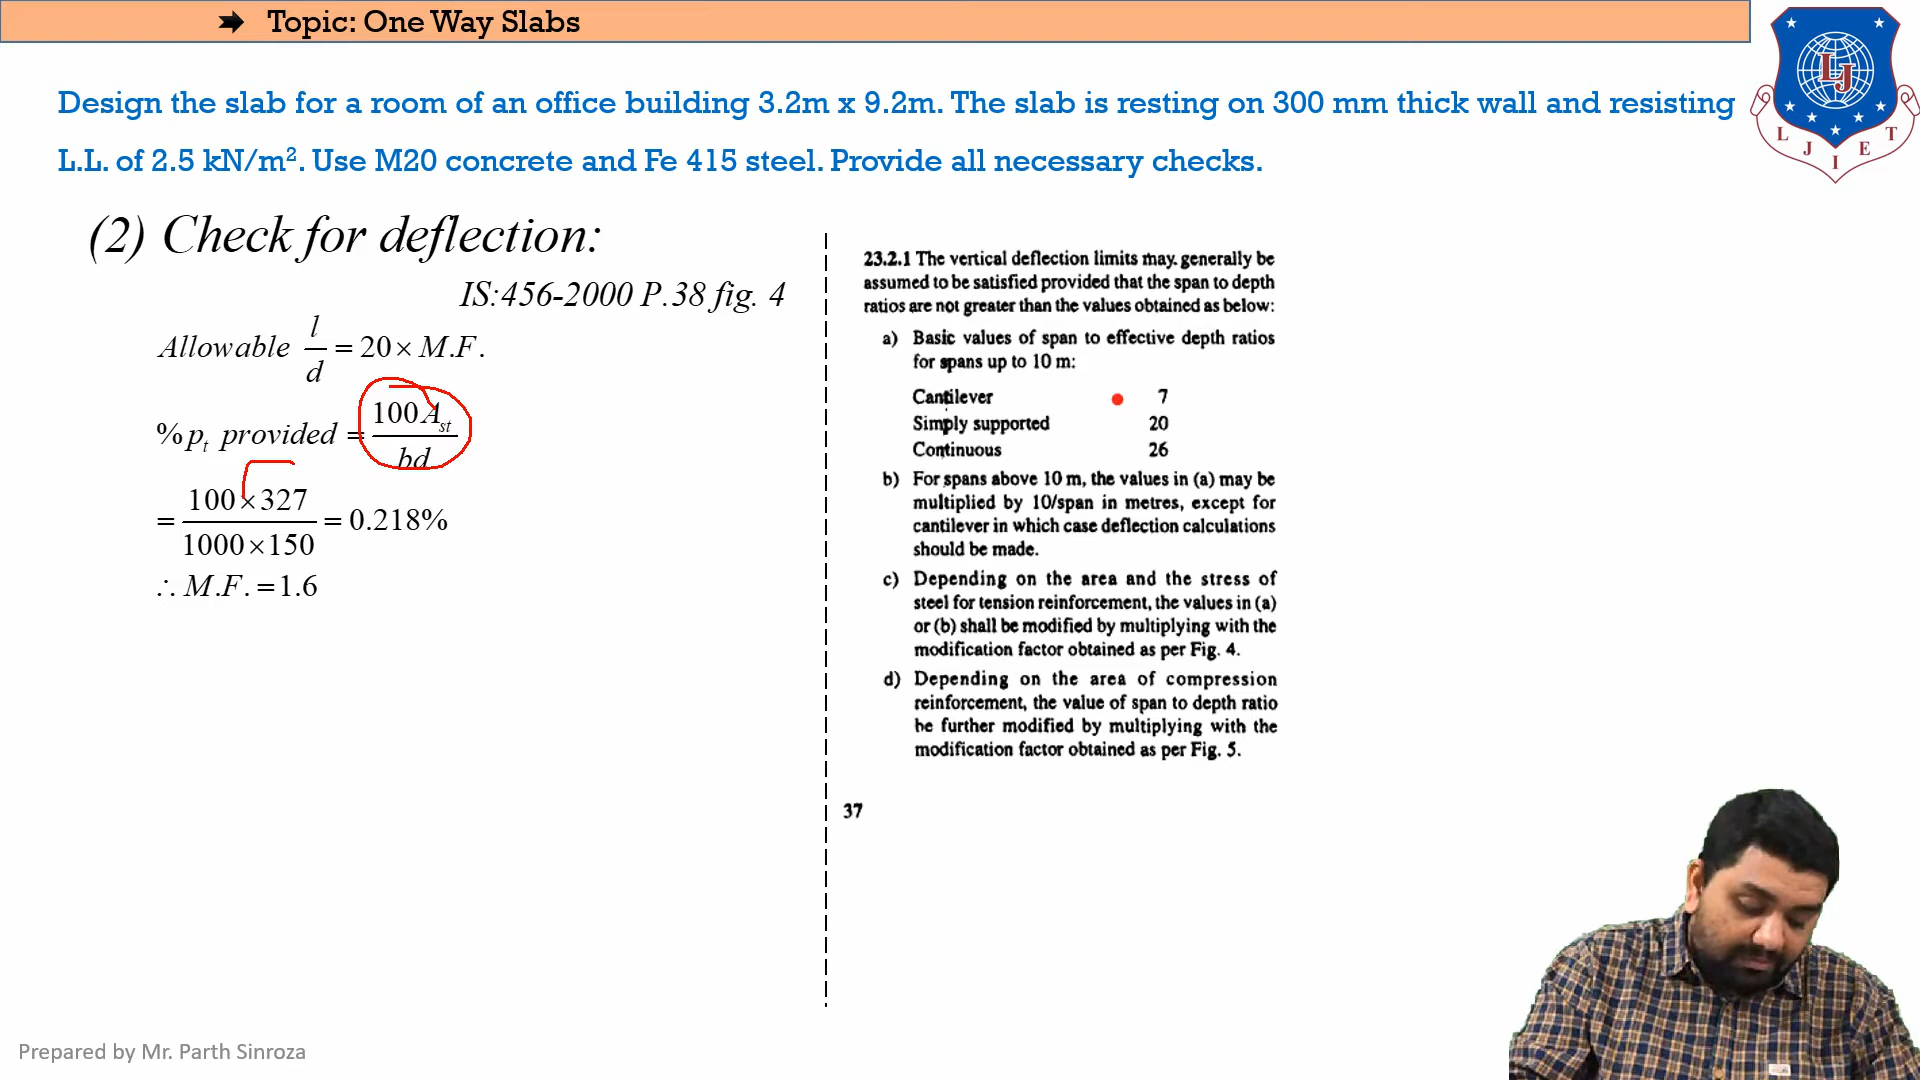 Topic: One Way Slabs
Design the slab for a room of an office building 3.2m x 9.2m. The slab is resting on 300 mm thick wall and resisting
L.L. of 2.5 kN/m². Use M20 concrete and Fe 415 steel. Provide all necessary checks.
L J I E T
LJ
(2) Check for deflection:
IS:456-2000 P.38 fig. 4
Allowable l/d = 20 × M.F.
% pt provided = 100 Ast / bd
= 100 × 327 / 1000 × 150 = 0.218%
∴ M.F. = 1.6
23.2.1 The vertical deflection limits may. generally be
assumed to be satisfied provided that the span to depth
ratios are not greater than the values obtained as below:
a) Basic values of span to effective depth ratios
for spans up to 10 m:
Cantilever 7
Simply supported 20
Continuous 26
b) For spans above 10 m, the values in (a) may be
multiplied by 10/span in metres, except for
cantilever in which case deflection calculations
should be made.
c) Depending on the area and the stress of
steel for tension reinforcement, the values in (a)
or (b) shall be modified by multiplying with the
modification factor obtained as per Fig. 4.
d) Depending on the area of compression
reinforcement, the value of span to depth ratio
be further modified by multiplying with the
modification factor obtained as per Fig. 5.
37
Prepared by Mr. Parth Sinroza